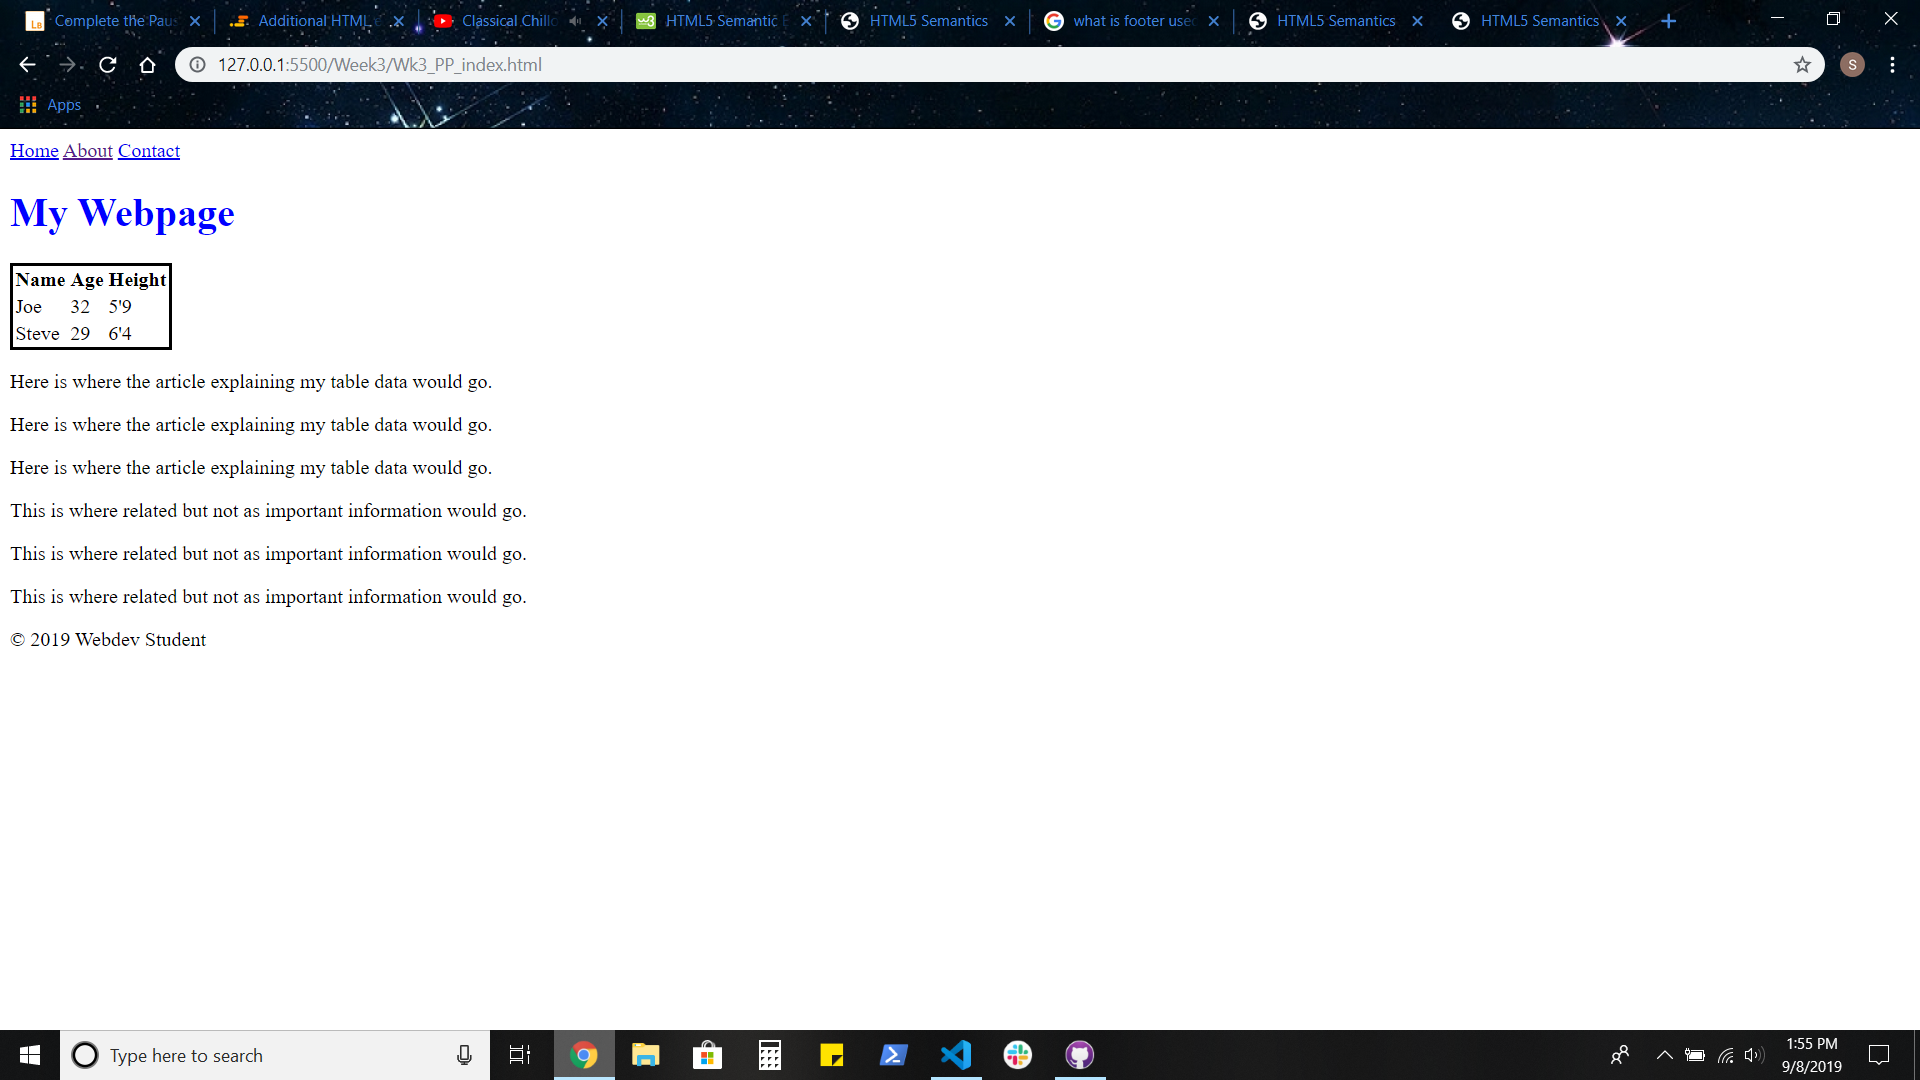 Complete the Paus
Additional HTML
Classical Chillo
HTML5 Semantic E
HTML5 Semantics
what is footer used
HTML5 Semantics
HTML5 Semantics
127.0.0.1:5500/Week3/Wk3_PP_index.html
S
Apps
Home About Contact
My Webpage
Name Age Height
Joe 32 5'9
Steve 29 6'4
Here is where the article explaining my table data would go.
Here is where the article explaining my table data would go.
Here is where the article explaining my table data would go.
This is where related but not as important information would go.
This is where related but not as important information would go.
This is where related but not as important information would go.
© 2019 Webdev Student
Type here to search
1:55 PM
9/8/2019